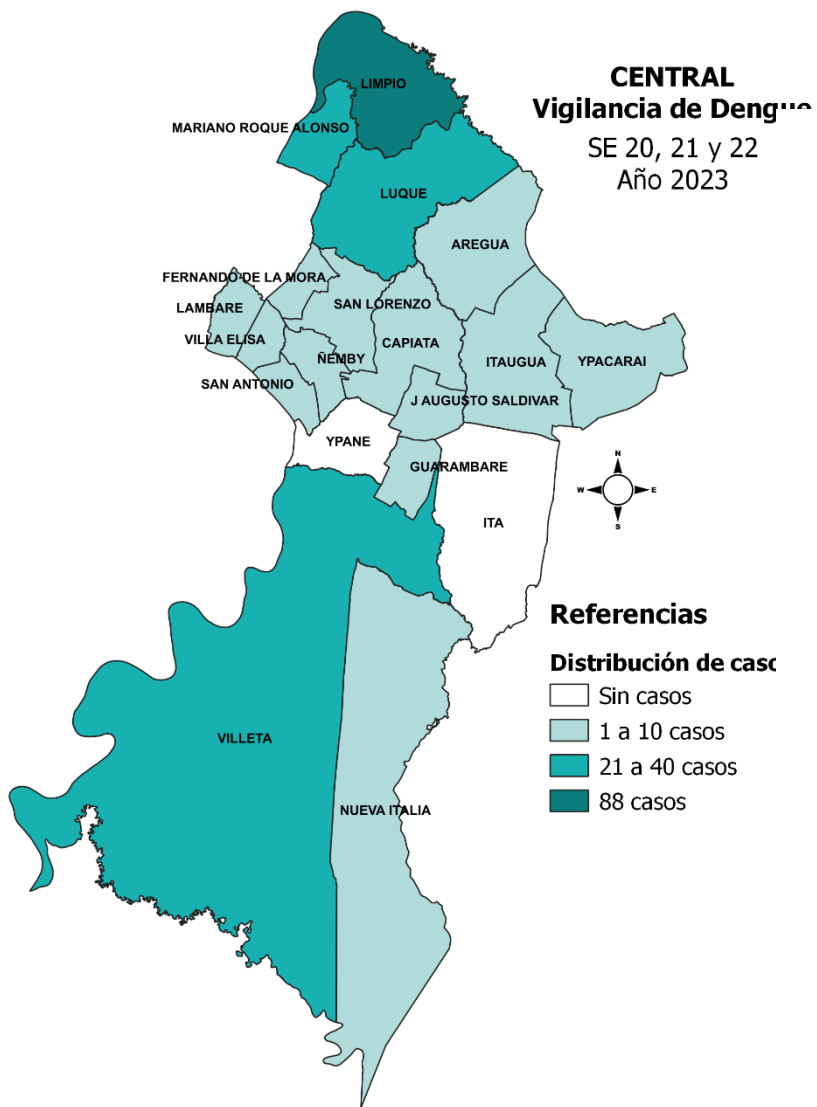 CENTRAL
Vigilancia de
SE 20, 21 y 22
Año 2023
LIMPIO
MARIANO ROQUE ALONSO
LUQUE
AREGUA
FERNANDO DE LA MORA
SAN LORENZO
LAMBARE
CAPIATA
VILLA ELISA
ÑEMBY
ITAUGUA
YPACARAI
SAN ANTONIO
J AUGUSTO SALDIVAR
YPANE
GUARAMBARE
ITA
N
W
E
S
VILLETA
NUEVA ITALIA
Referencias
Distribución de
Sin casos
1 a 10 casos
21 a 40 casos
88 casos